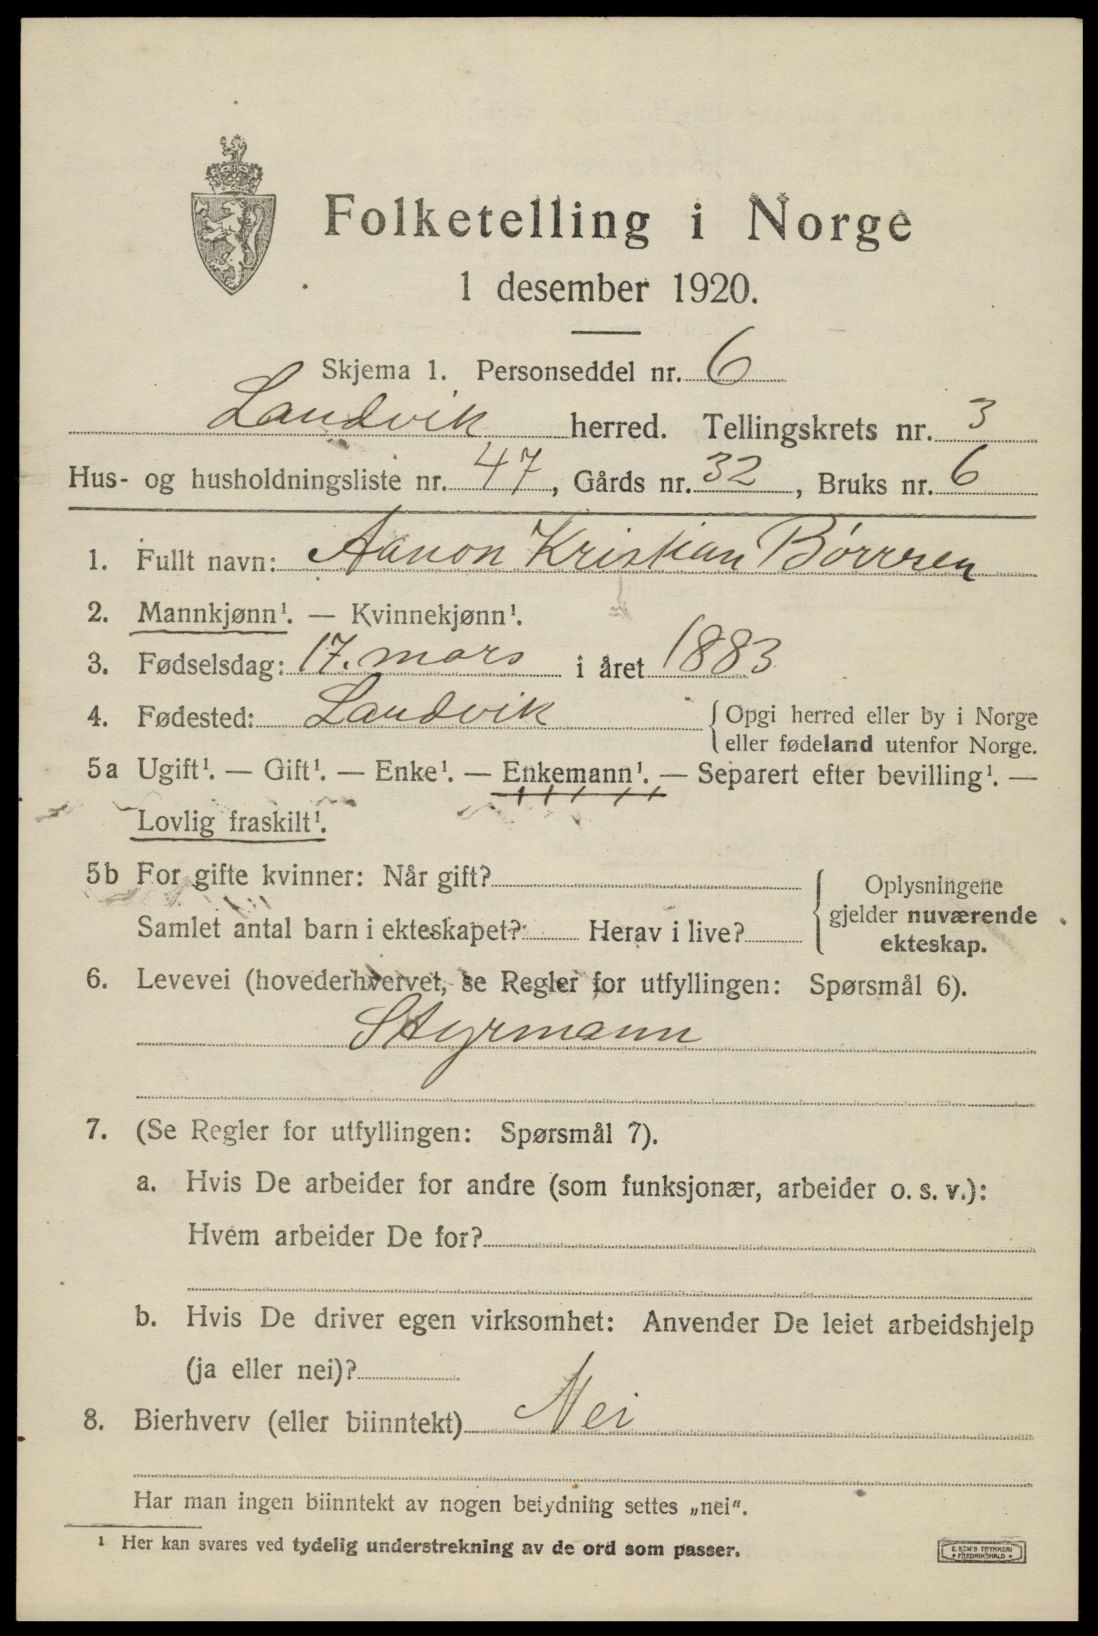 Folketelling i Norge
1 desember 1920.
Skjema 1. Personseddel nr. 6
Landvik herred. Tellingskrets nr. 3
Hus- og husholdningsliste nr. 47, Gårds nr. 32, Bruks nr. 6
1. Fullt navn: Aanon Kristian Börresen
2. Mannkjønn¹. — Kvinnekjønn¹.
3. Fødselsdag: 17. mars i året 1883
4. Fødested: Landvik {Opgi herred eller by i Norge
eller fødeland utenfor Norge.
5a Ugift¹. — Gift¹. — Enke¹. — Enkemann¹. — Separert efter bevilling¹. —
Lovlig fraskilt¹.
5b For gifte kvinner: Når gift?
Samlet antal barn i ekteskapet? Herav i live?
Oplysningene
gjelder nuværende
ekteskap.
6. Levevei (hovederhvervet, se Regler for utfyllingen: Spørsmål 6).
Styrmann
7. (Se Regler for utfyllingen: Spørsmål 7).
a. Hvis De arbeider for andre (som funksjonær, arbeider o. s. v.):
Hvem arbeider De for?
b. Hvis De driver egen virksomhet: Anvender De leiet arbeidshjelp
(ja eller nei)?
8. Bierhverv (eller biinntekt) Nei
Har man ingen biinntekt av nogen betydning settes „nei".
¹ Her kan svares ved tydelig understrekning av de ord som passer.
E. SEM'S TRYKKERI
• FREDRIKSHALD •